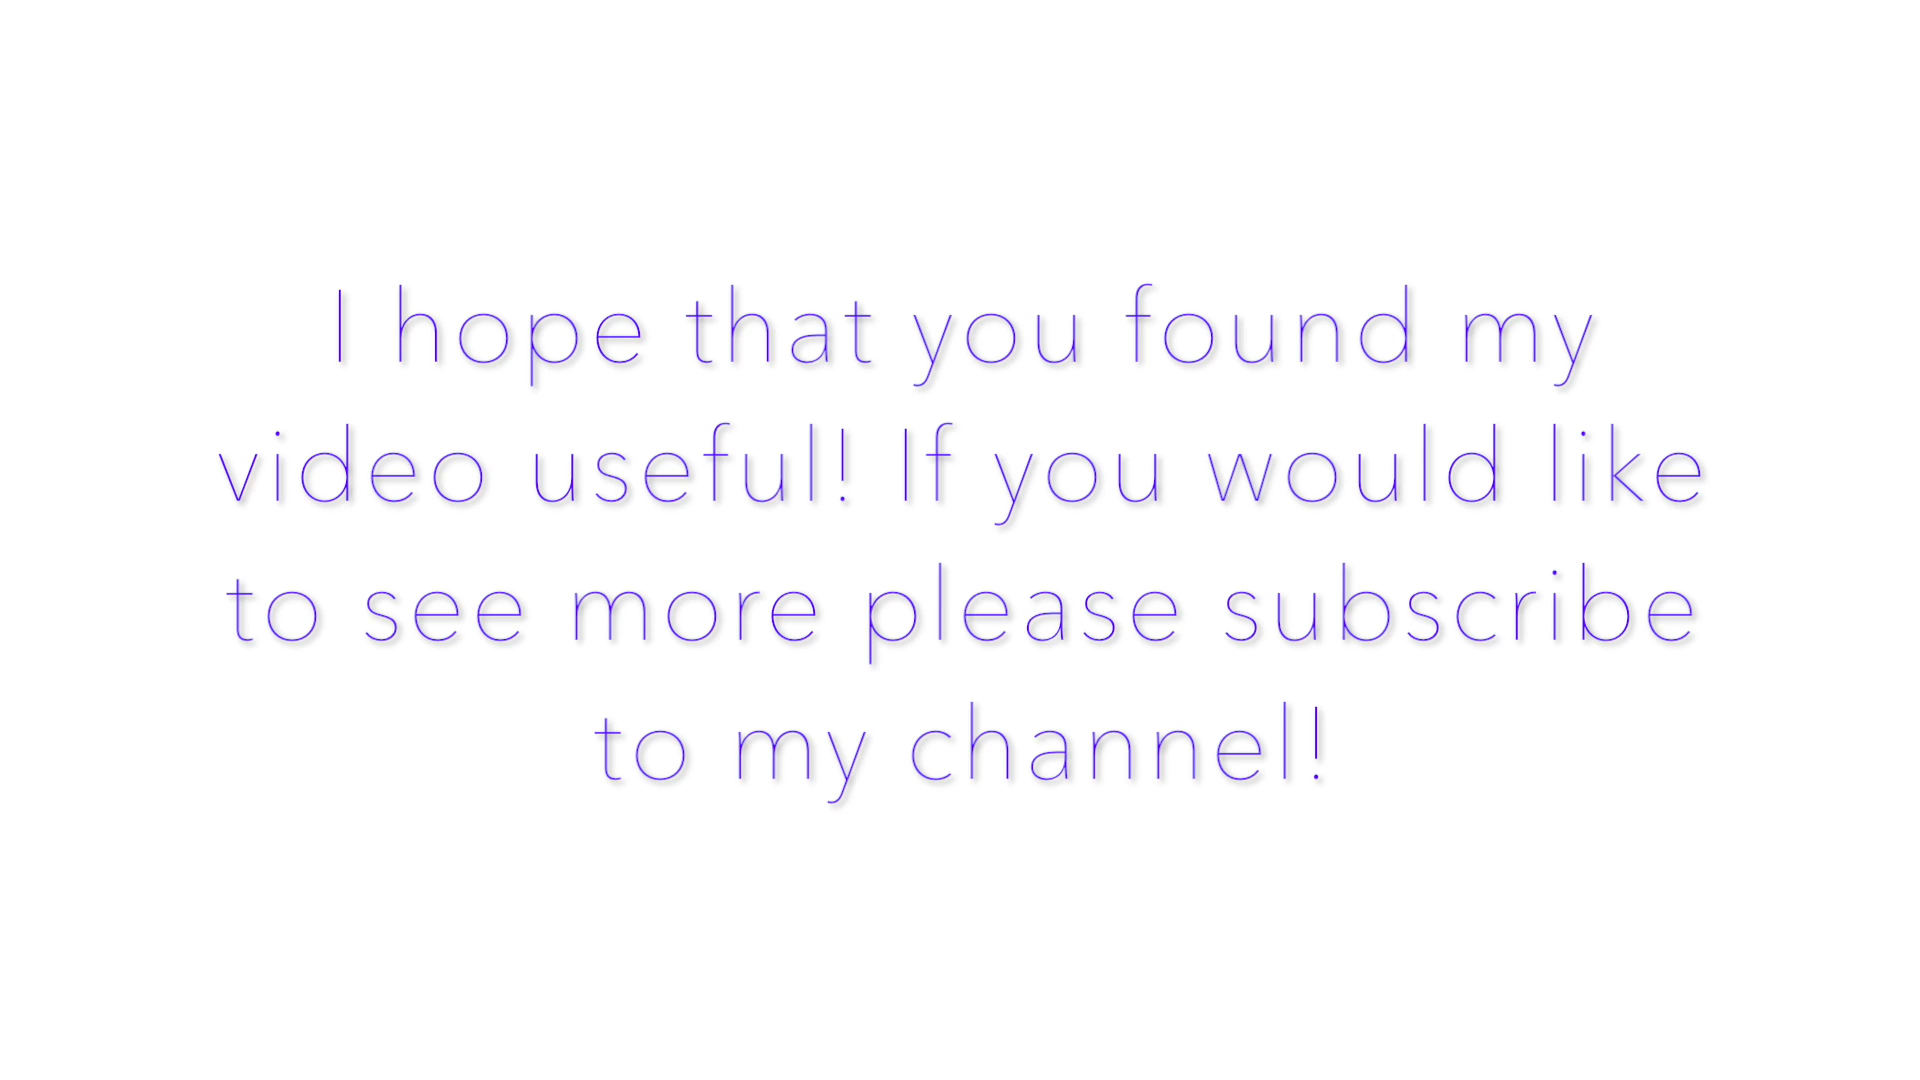 I hope that you found my
video useful! If you would like
to see more please subscribe
to my channel!